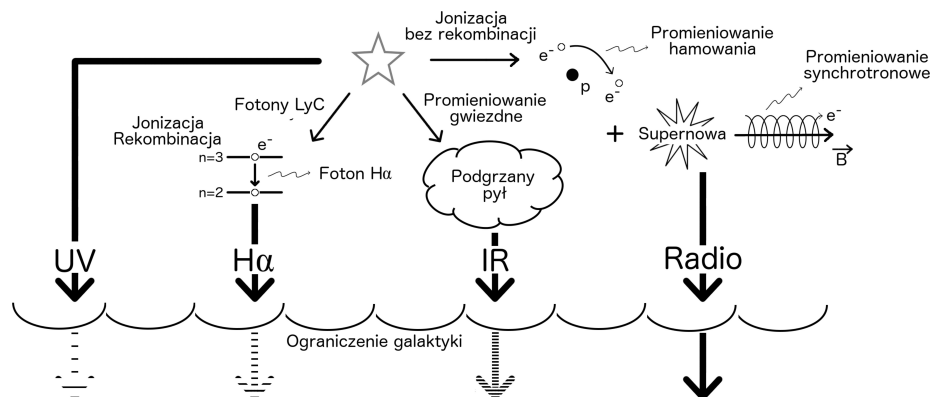 Jonizacja
bez rekombinacji
e⁻
p
e⁻
Promieniowanie
hamowania
Promieniowanie
synchrotronowe
Fotony LyC
Promieniowanie
gwiezdne
Jonizacja
Rekombinacja
e⁻
n=3
n=2
Foton Hα
Podgrzany
pył
+
Supernowa
e⁻
B
UV
Hα
IR
Radio
Ograniczenie galaktyki